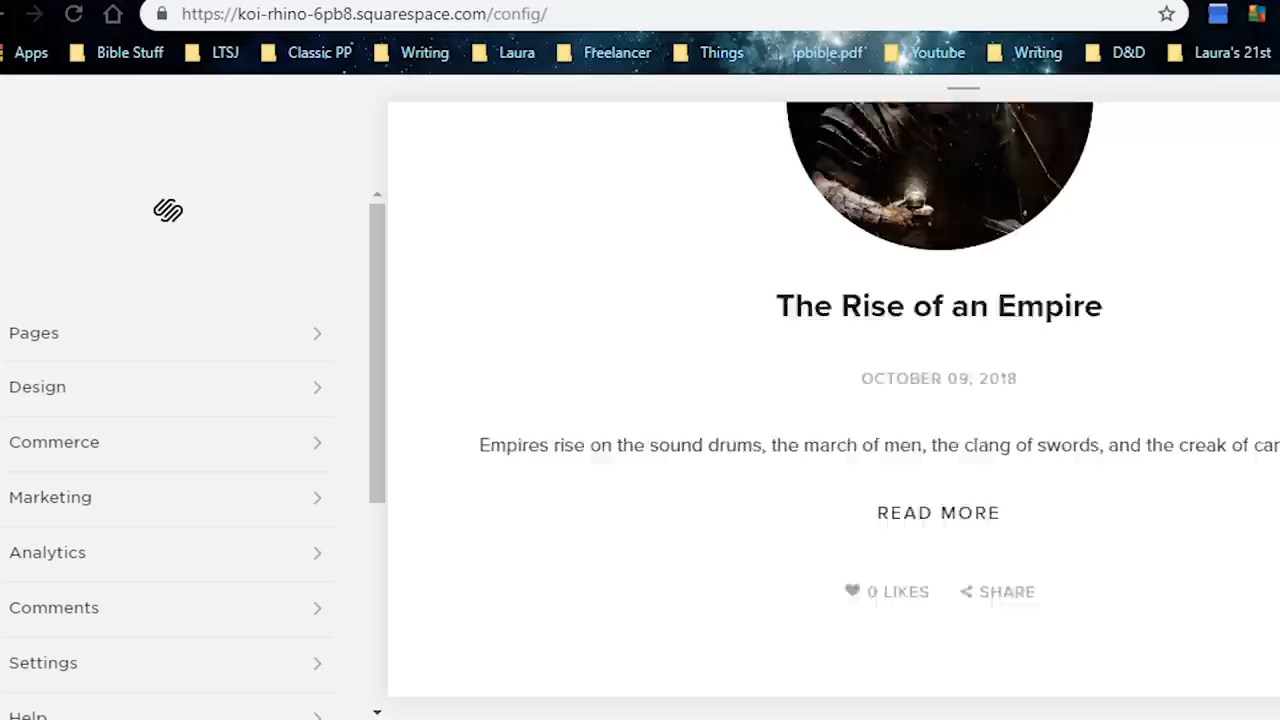 https://koi-rhino-6pb8.squarespace.com/config/
Apps Bible Stuff LTSJ Classic PP Writing Laura Freelancer Things ipbible.pdf Youtube Writing D&D Laura's 21st
Pages
Design
Commerce
Marketing
Analytics
Comments
Settings
Help
The Rise of an Empire
OCTOBER 09, 2018
Empires rise on the sound drums, the march of men, the clang of swords, and the creak of car
READ MORE
0 LIKES SHARE